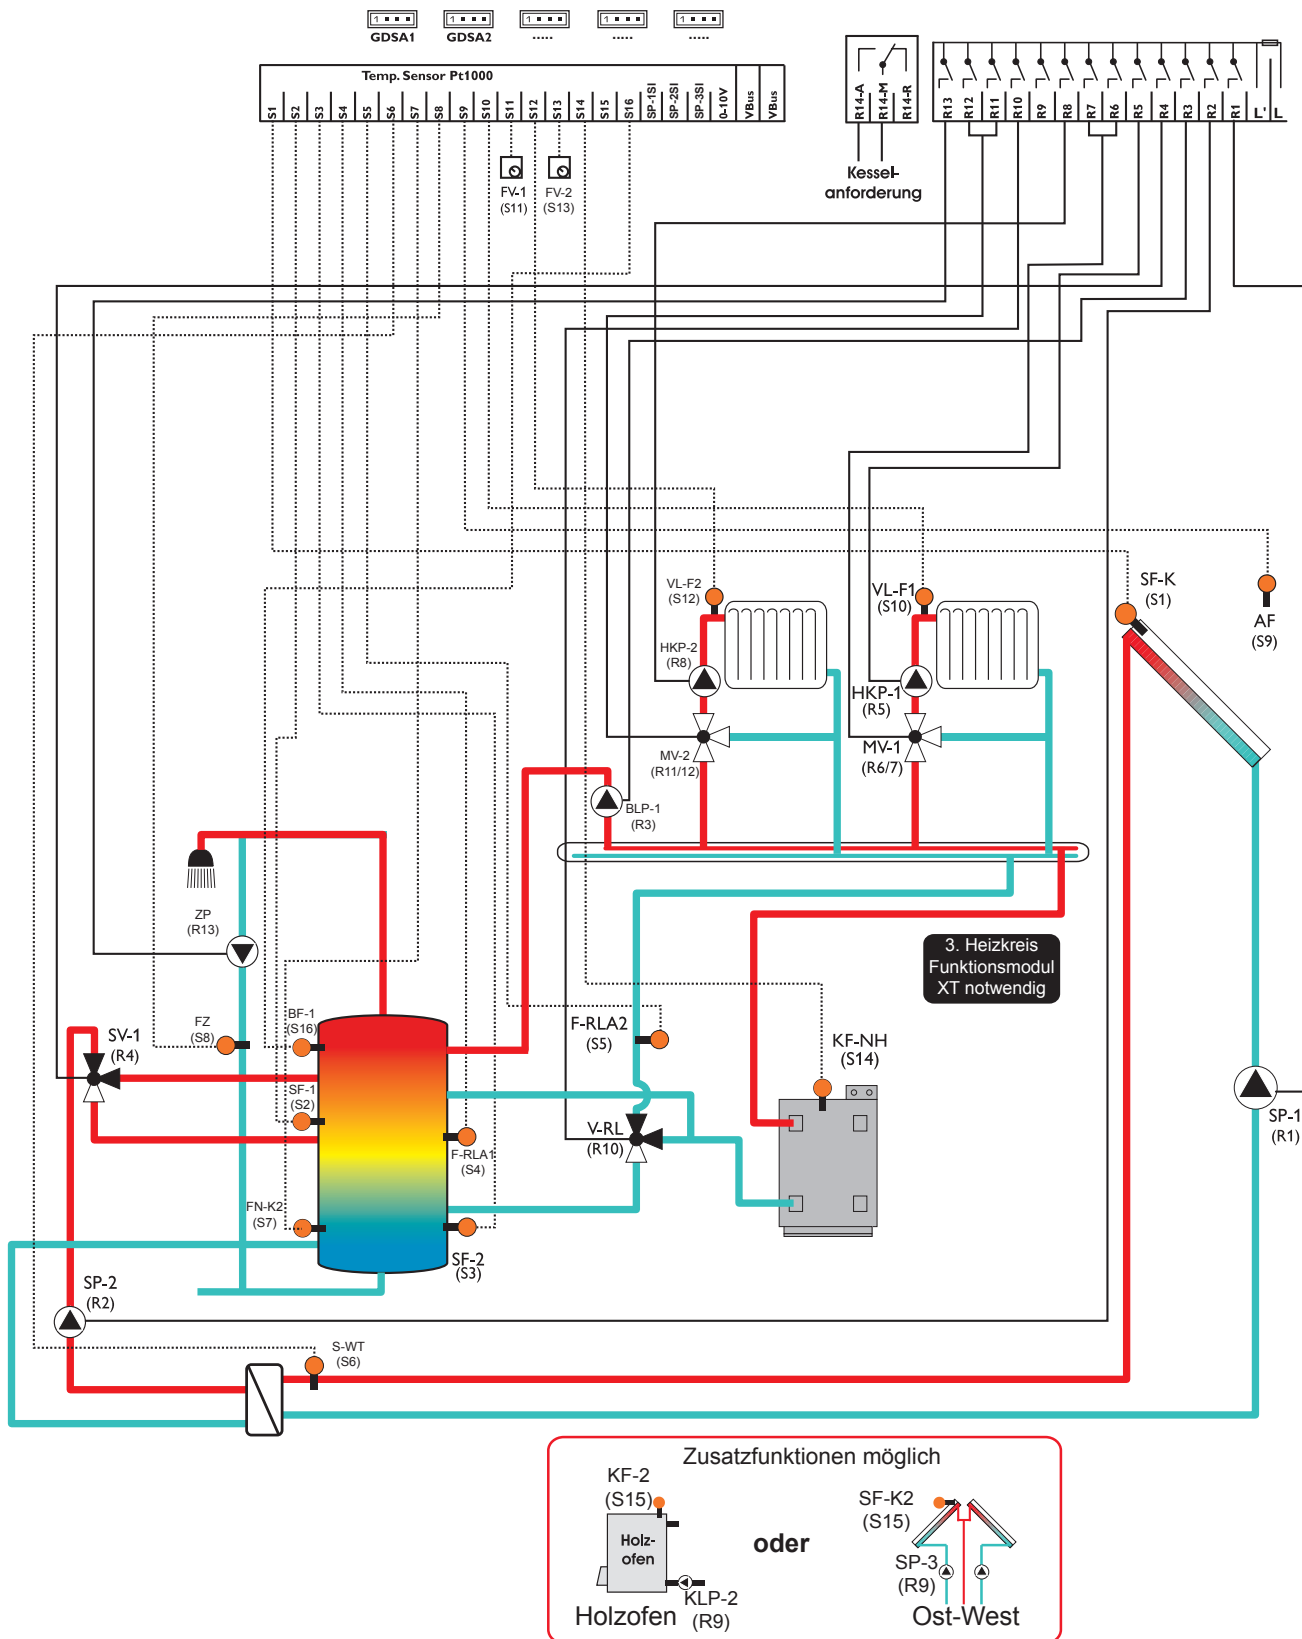 1
1
1
1
1
GDSA1
GDSA2
.....
.....
.....
Temp. Sensor Pt1000
S1
S2
S3
S4
S5
S6
S7
S8
S9
S10
S11
S12
S13
S14
S15
S16
SP-1SI
SP-2SI
SP-3SI
0-10V
VBus
VBus
R14-A
R14-M
R14-R
R13
R12
R11
R10
R9
R8
R7
R6
R5
R4
R3
R2
R1
L'
L
FV-1
(S11)
FV-2
(S13)
Kessel-
anforderung
VL-F2
(S12)
VL-F1
(S10)
SF-K
(S1)
AF
(S9)
HKP-2
(R8)
HKP-1
(R5)
MV-2
(R11/12)
MV-1
(R6/7)
BLP-1
(R3)
ZP
(R13)
3. Heizkreis
Funktionsmodul
XT notwendig
FZ
(S8)
BF-1
(S16)
SV-1
(R4)
F-RLA2
(S5)
KF-NH
(S14)
SF-1
(S2)
V-RL
(R10)
F-RLA1
(S4)
SP-1
(R1)
FN-K2
(S7)
SF-2
(S3)
SP-2
(R2)
S-WT
(S6)
Zusatzfunktionen möglich
KF-2
(S15)
Holz-
ofen
KLP-2
(R9)
Holzofen
oder
SF-K2
(S15)
SP-3
(R9)
Ost-West